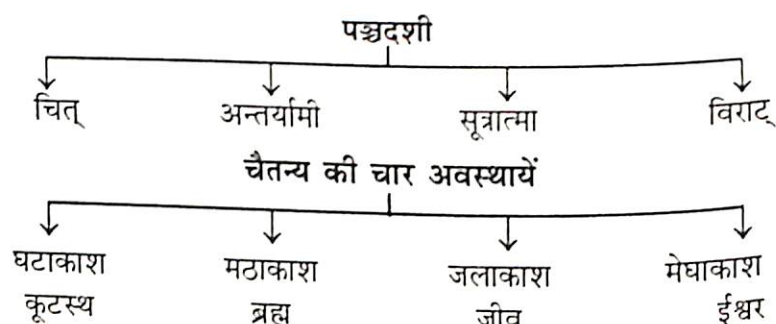 पञ्चदशी
चित् अन्तर्यामी सूत्रात्मा विराट्
चैतन्य की चार अवस्थायें
घटाकाश मठाकाश जलाकाश मेघाकाश
कूटस्थ ब्रह्म जीव ईश्वर